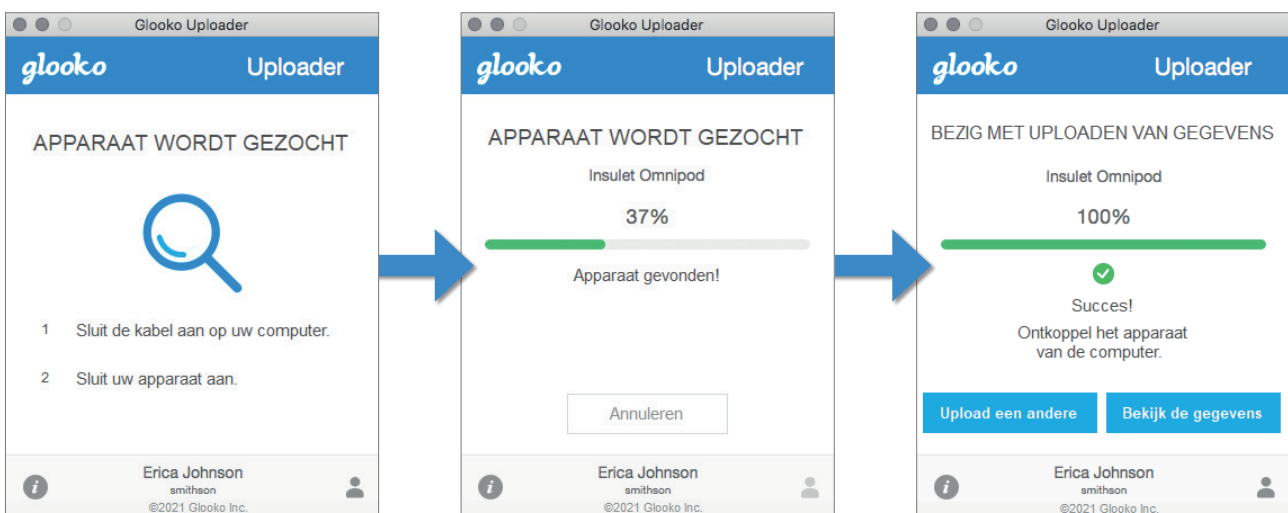 Glooko Uploader
glooko Uploader
APPARAAT WORDT GEZOCHT
1 Sluit de kabel aan op uw computer.
2 Sluit uw apparaat aan.
Erica Johnson
smithson
©2021 Glooko Inc.
Glooko Uploader
glooko Uploader
APPARAAT WORDT GEZOCHT
Insulet Omnipod
37%
Apparaat gevonden!
Annuleren
i
Erica Johnson
smithson
©2021 Glooko Inc.
Glooko Uploader
glooko Uploader
BEZIG MET UPLOADEN VAN GEGEVENS
Insulet Omnipod
100%
Succes!
Ontkoppel het apparaat
van de computer.
Upload een andere Bekijk de gegevens
Erica Johnson
smithson
©2021 Glooko Inc.